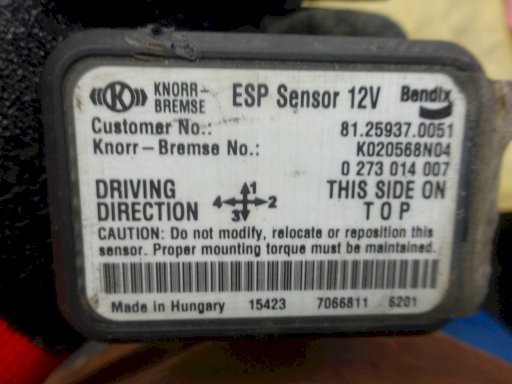 KNORR-BREMSE ESP Sensor 12V Bendix
Customer No.: 81.25937.0051
Knorr-Bremse No.: K020568N04
0 273 014 007
DRIVING DIRECTION 1 2 3 4 THIS SIDE ON TOP
CAUTION: Do not modify, relocate or reposition this
sensor. Proper mounting torque must be maintained.
Made in Hungary 15423 7066811 6201